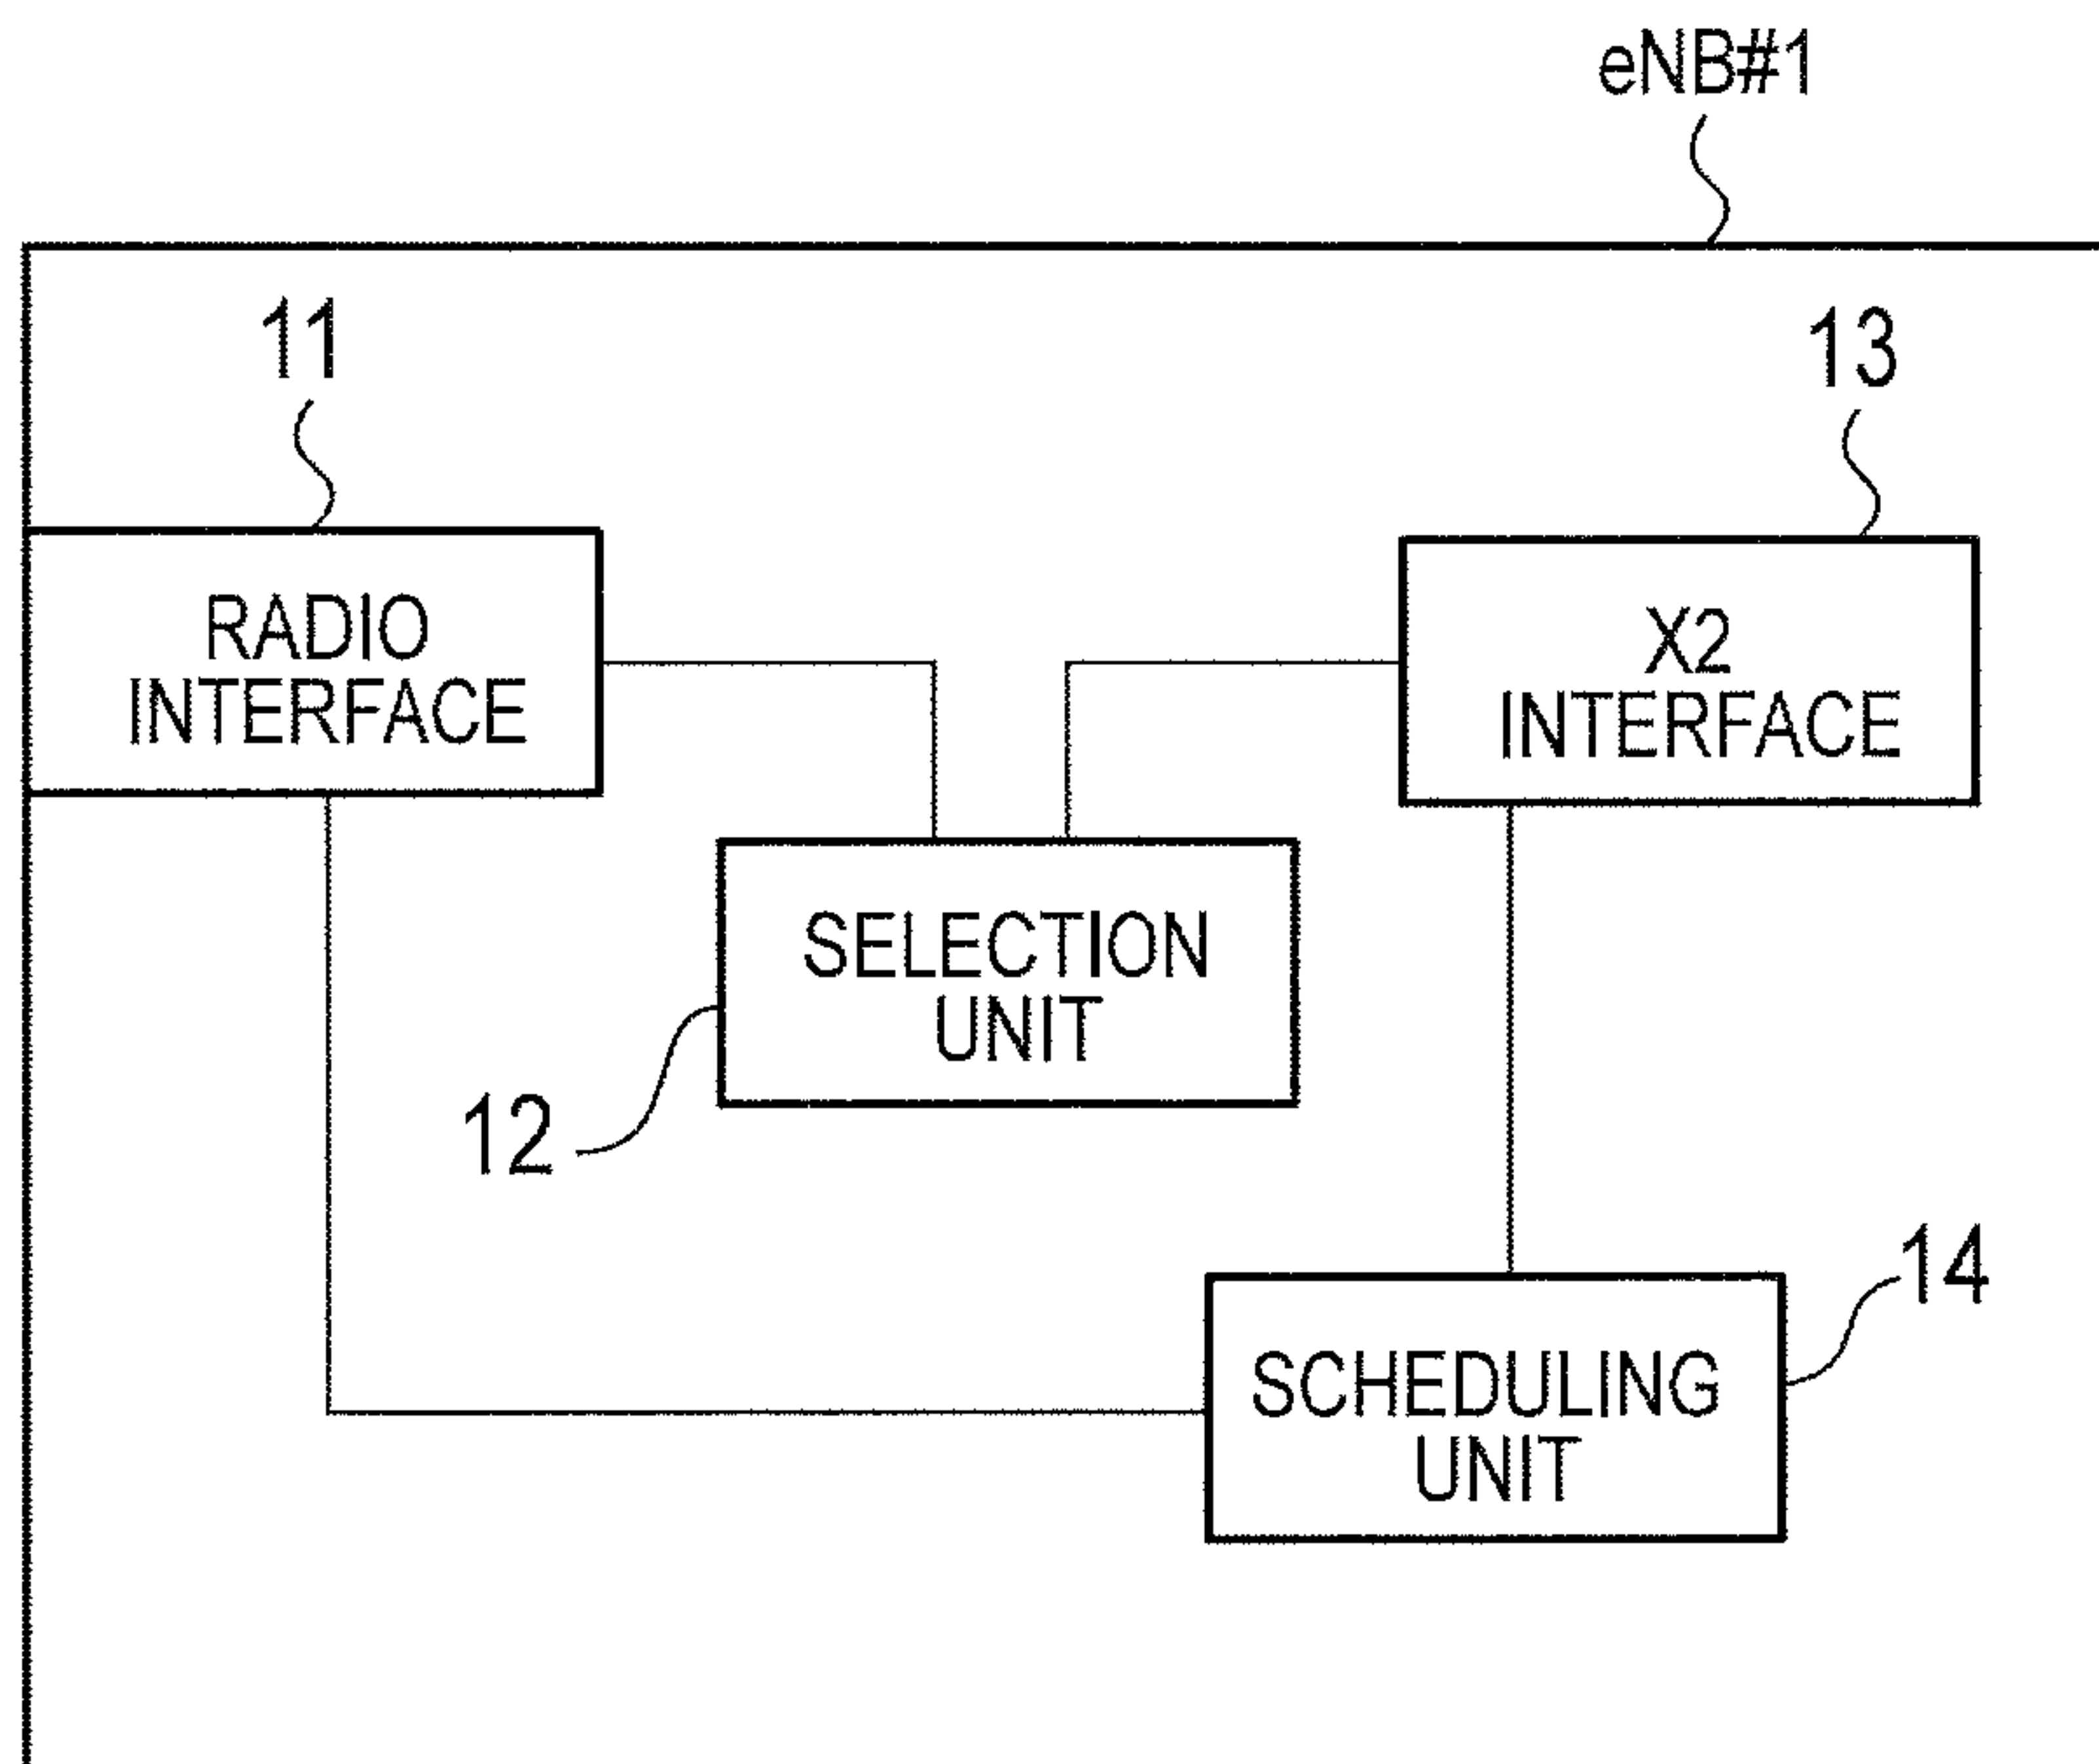 eNB#1
11
13
RADIO
INTERFACE
X2
INTERFACE
SELECTION
UNIT
12
14
SCHEDULING
UNIT